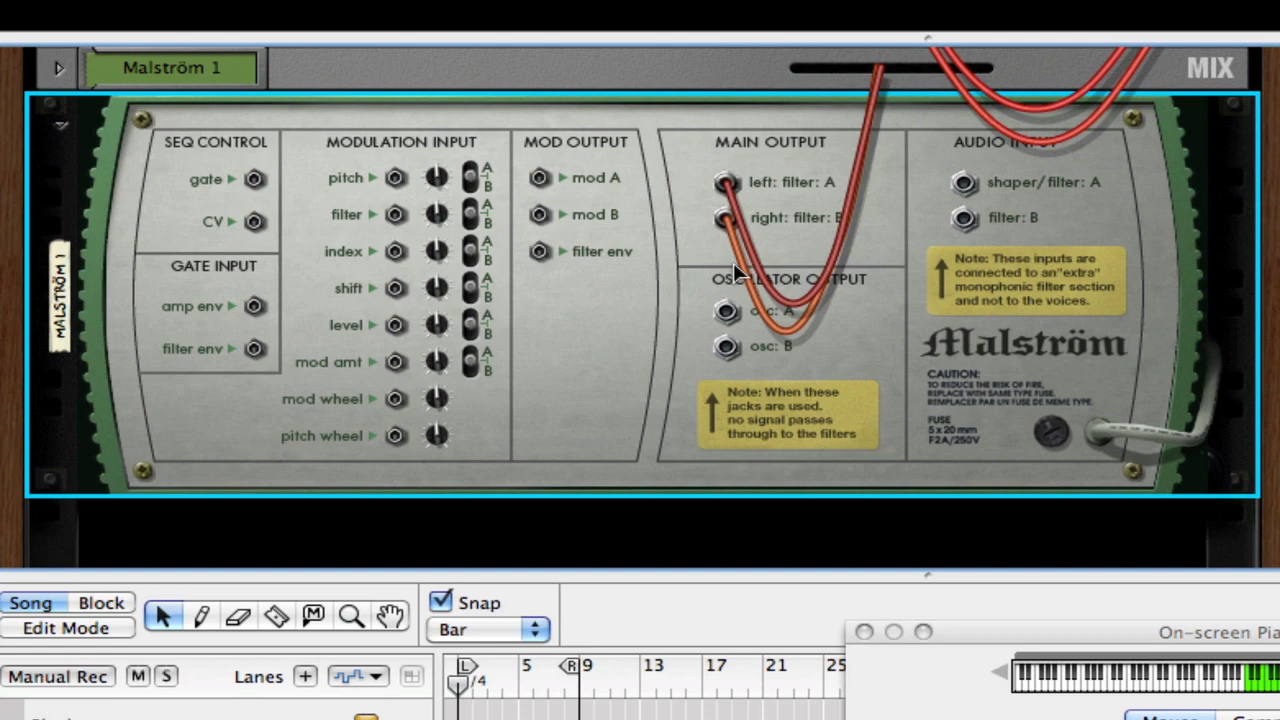 Malström 1
MIX
SEQ CONTROL
gate
CV
GATE INPUT
amp env
filter env
MALSTRÖM 1
MODULATION INPUT
pitch A B
filter A B
index A B
shift A B
level A B
mod amt A B
mod wheel
pitch wheel
MOD OUTPUT
mod A
mod B
filter env
MAIN OUTPUT
left: filter: A
right: filter: B
OUTPUT
osc: B
Note: When these
jacks are used.
no signal passes
through to the filters
AUDIO INPUT
shaper/filter: A
filter: B
Note: These inputs are
connected to an"extra"
monophonic filter section
and not to the voices.
Malström
CAUTION:
TO REDUCE THE RISK OF FIRE,
REPLACE WITH SAME TYPE FUSE.
REMPLACER PAR UN FUSE DE MEME TYPE.
FUSE
5 x 20 mm
F2A/250V
Song Block
Edit Mode
M
Snap
Bar
On-screen Pia
Manual Rec M S Lanes +
L 5 R 9 13 17 21 25
/4